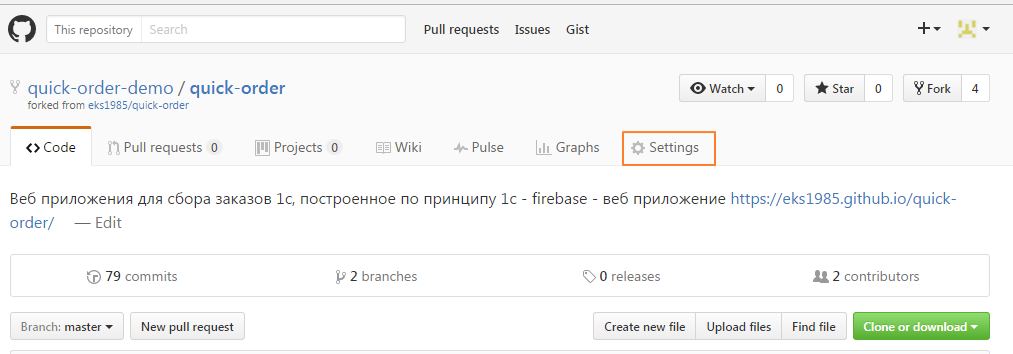 This repository Search Pull requests Issues Gist
quick-order-demo / quick-order Watch 0 Star 0 Fork 4
forked from eks1985/quick-order
Code Pull requests 0 Projects 0 Wiki Pulse Graphs Settings
Веб приложения для сбора заказов 1с, построенное по принципу 1с - firebase - веб приложение https://eks1985.github.io/quick-
order/ — Edit
79 commits 2 branches 0 releases 2 contributors
Branch: master New pull request Create new file Upload files Find file Clone or download